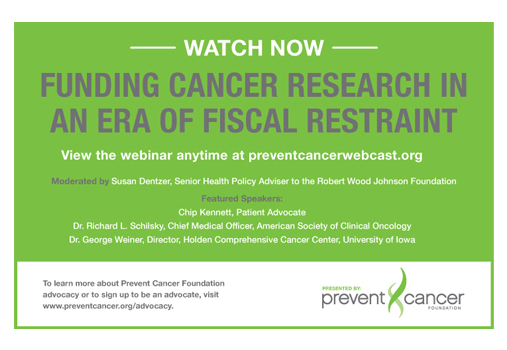 WATCH NOW
FUNDING CANCER RESEARCH IN
AN ERA OF FISCAL RESTRAINT
View the webinar anytime at preventcancerwebcast.org
Moderated by Susan Dentzer, Senior Health Policy Adviser to the Robert Wood Johnson Foundation
Featured Speakers:
Chip Kennett, Patient Advocate
Dr. Richard L. Schilsky, Chief Medical Officer, American Society of Clinical Oncology
Dr. George Weiner, Director, Holden Comprehensive Cancer Center, University of Iowa
To learn more about Prevent Cancer Foundation
advocacy or to sign up to be an advocate, visit
www.preventcancer.org/advocacy.
PRESENTED BY:
prevent cancer
FOUNDATION